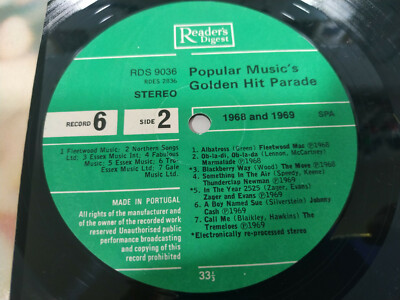 Reader's
Digest
RDS 9036
RDES 2836
STEREO
Popular Music's
Golden Hit Parade
RECORD 6
SIDE 2
1968 and 1969
SPA
1 Fleetwood Music: 2 Northern Songs
Ltd: 3 Essex Music Int. 4 Fabulous
Music: 5 Essex Music: 6 Tro-
Essex Music Ltd: 7 Gale
Music Ltd.
1. Albatross (Green) Fleetwood Mac ℗1968
2. Ob-la-di, Ob-la-da (Lennon, McCartney)
Marmalade ℗1968
*3. Blackberry Way (Wood) The Move ℗1968
4. Something In The Air (Speedy, Keen)
Thunderclap Newman ℗1969
*5. In The Year 2525 (Zager, Evans)
Zager and Evans ℗1969
6. A Boy Named Sue (Silverstein) Johnny
Cash ℗1969
7. Call Me (Blaikley, Hawkins) The
Tremeloes ℗1969
*Electronically re-processed stereo
MADE IN PORTUGAL
All rights of the manufacturer and
of the owner of the recorded work
reserved Unauthorised public
performance broadcasting
and copying of this record
prohibited
33⅓